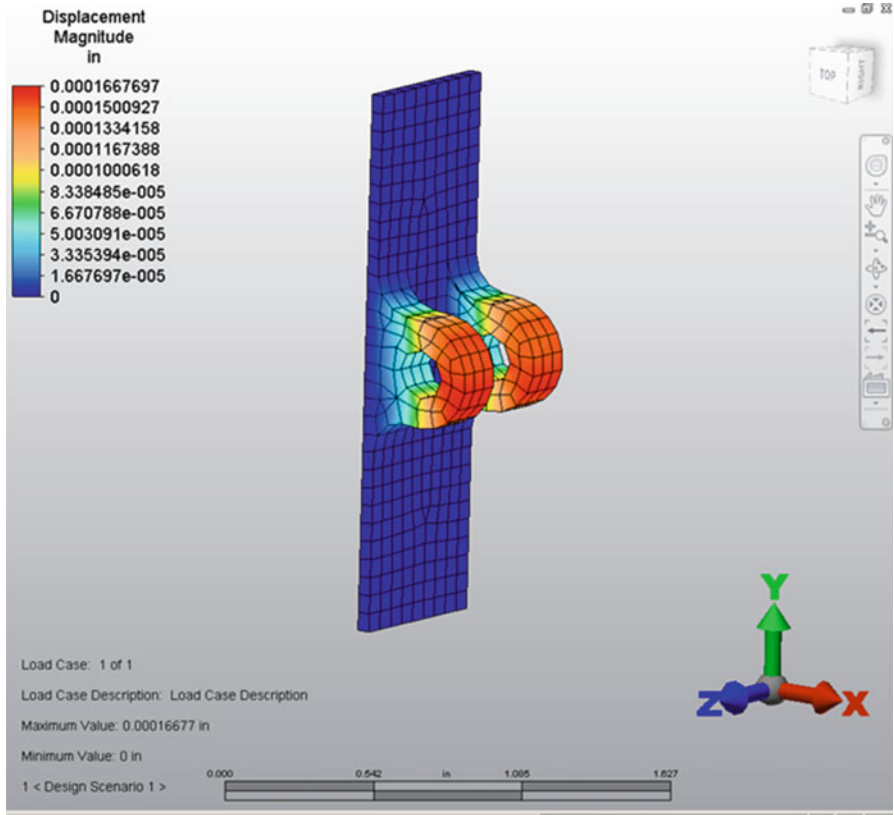 Displacement
Magnitude
in
0.0001667697
0.0001500927
0.0001334158
0.0001167388
0.0001000618
8.338485e-005
6.670788e-005
5.003091e-005
3.335394e-005
1.667697e-005
0
TOP
RIGHT
Y
Z
X
Load Case: 1 of 1
Load Case Description: Load Case Description
Maximum Value: 0.00016677 in
Minimum Value: 0 in
1 < Design Scenario 1 >
0.000 0.542 in 1.085 1.627